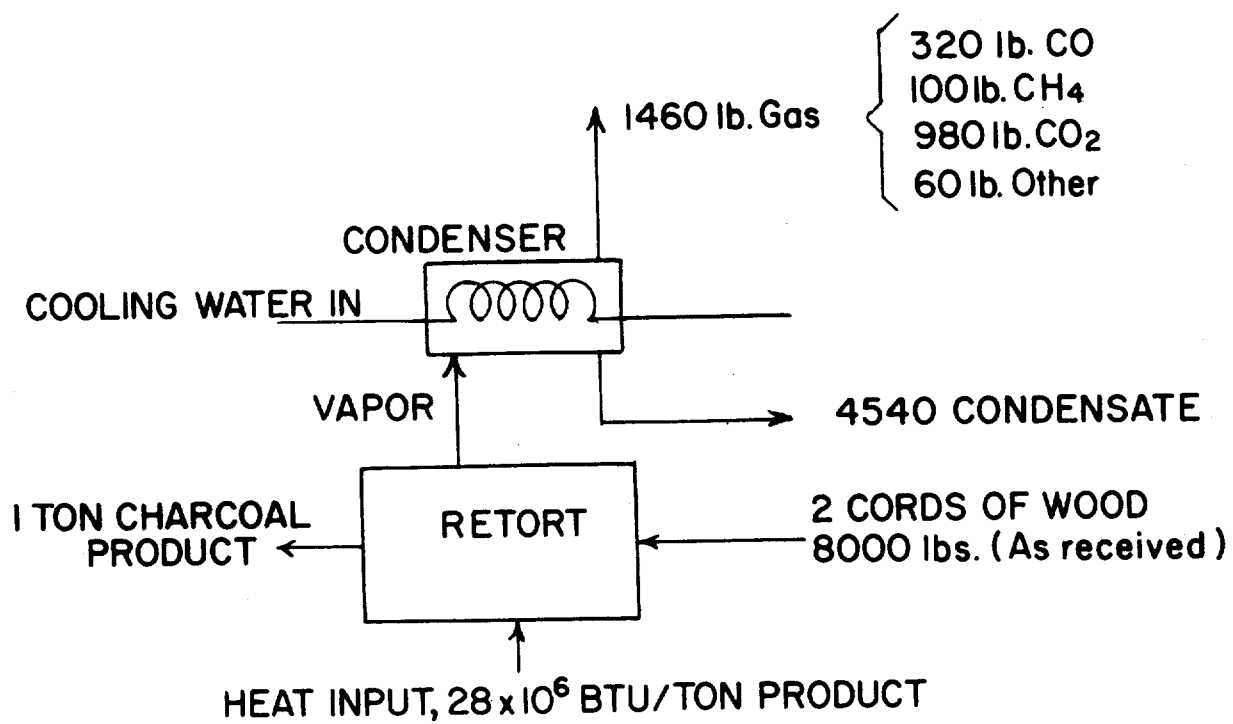 320 lb. CO
1460 lb. Gas
100 lb. CH4
980 lb. CO2
60 lb. Other
CONDENSER
COOLING WATER IN
VAPOR
4540 CONDENSATE
1 TON CHARCOAL
PRODUCT
RETORT
2 CORDS OF WOOD
8000 lbs. (As received)
HEAT INPUT, 28 x 10⁶ BTU/TON PRODUCT